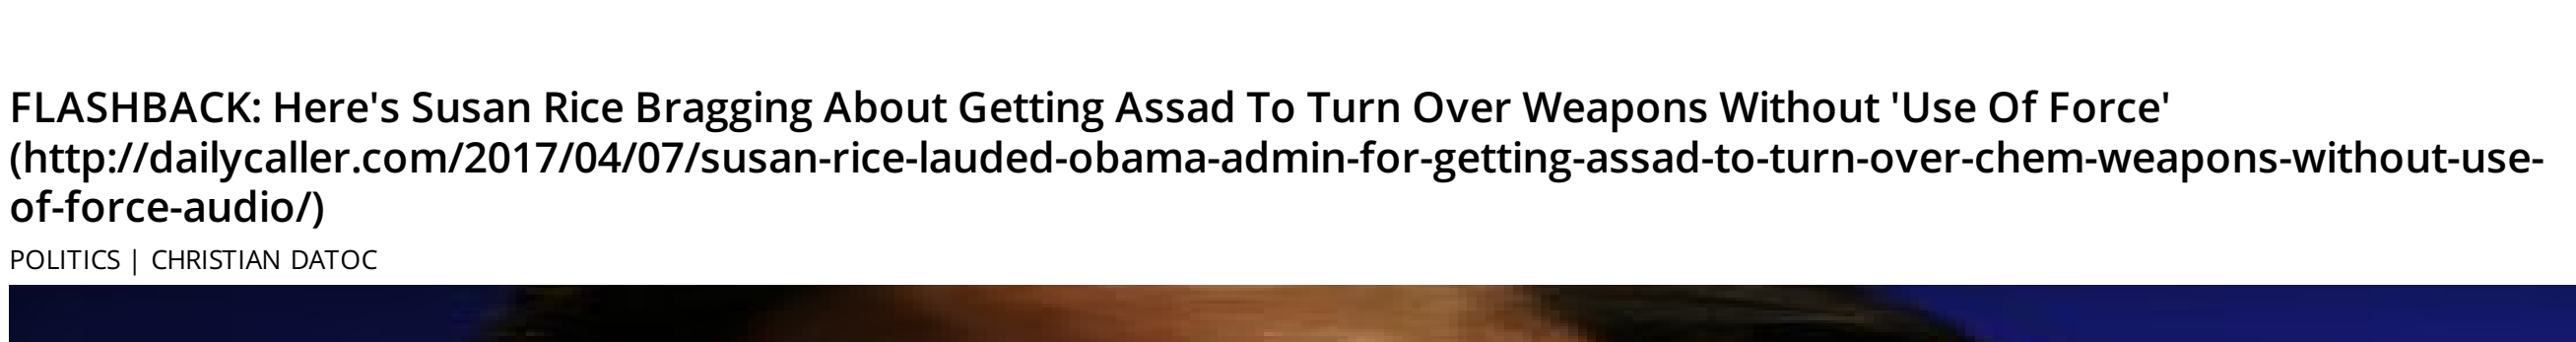 FLASHBACK: Here's Susan Rice Bragging About Getting Assad To Turn Over Weapons Without 'Use Of Force'
(http://dailycaller.com/2017/04/07/susan-rice-lauded-obama-admin-for-getting-assad-to-turn-over-chem-weapons-without-use-
of-force-audio/)
POLITICS | CHRISTIAN DATOC